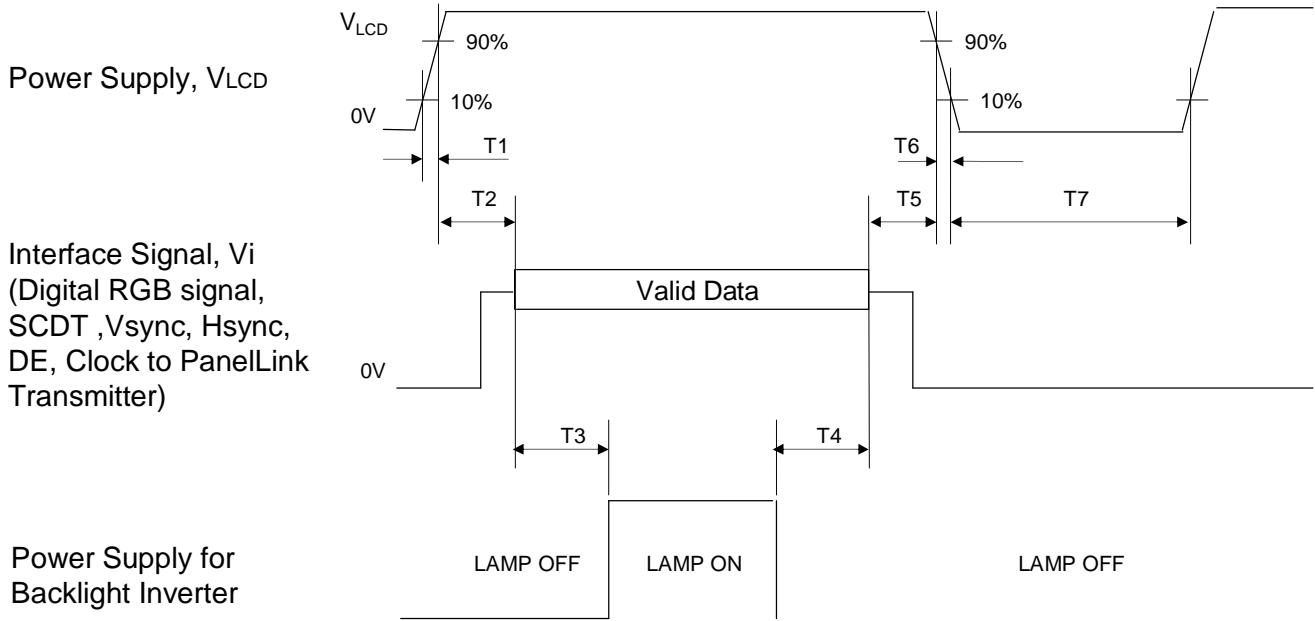 VLCD
90%
90%
Power Supply, VLCD
10%
10%
0V
T1
T6
T2
T5
T7
Interface Signal, Vi
(Digital RGB signal,
SCDT ,Vsync, Hsync,
DE, Clock to PanelLink
Transmitter)
Valid Data
0V
T3
T4
Power Supply for
Backlight Inverter
LAMP OFF
LAMP ON
LAMP OFF